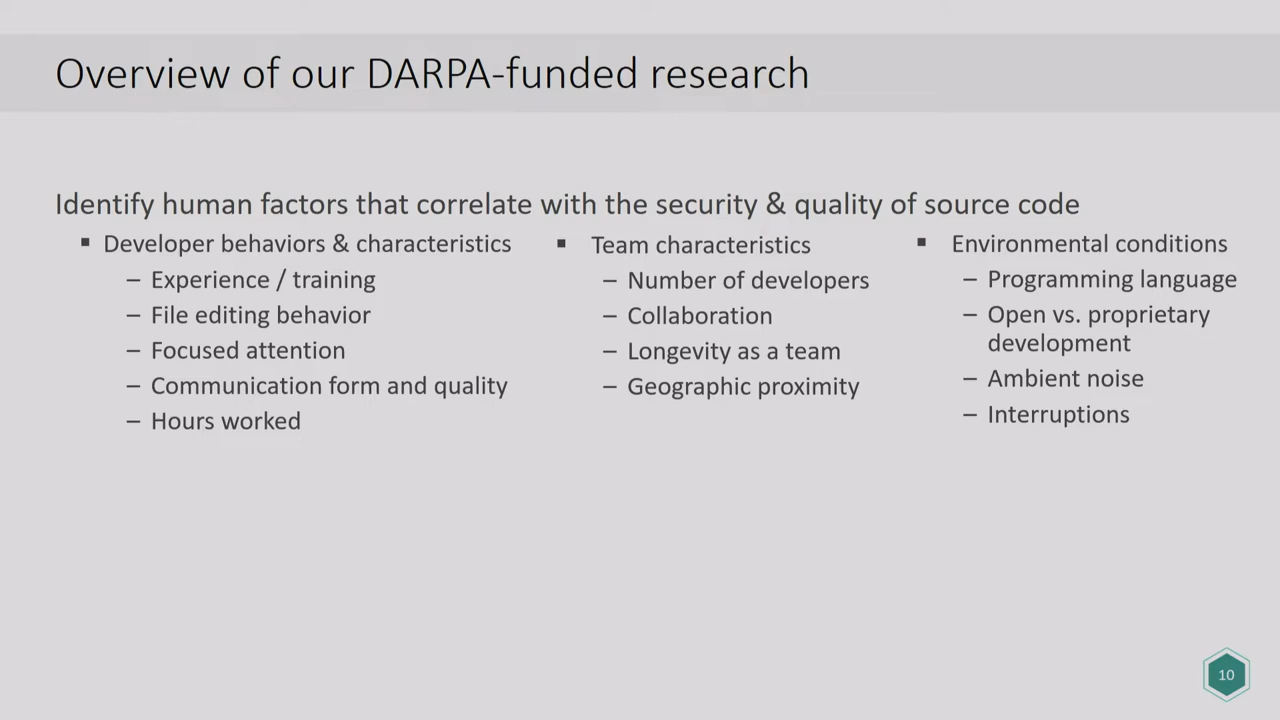 Overview of our DARPA-funded research
Identify human factors that correlate with the security & quality of source code
▪ Developer behaviors & characteristics
– Experience / training
– File editing behavior
– Focused attention
– Communication form and quality
– Hours worked
▪ Team characteristics
– Number of developers
– Collaboration
– Longevity as a team
– Geographic proximity
▪ Environmental conditions
– Programming language
– Open vs. proprietary
development
– Ambient noise
– Interruptions
10